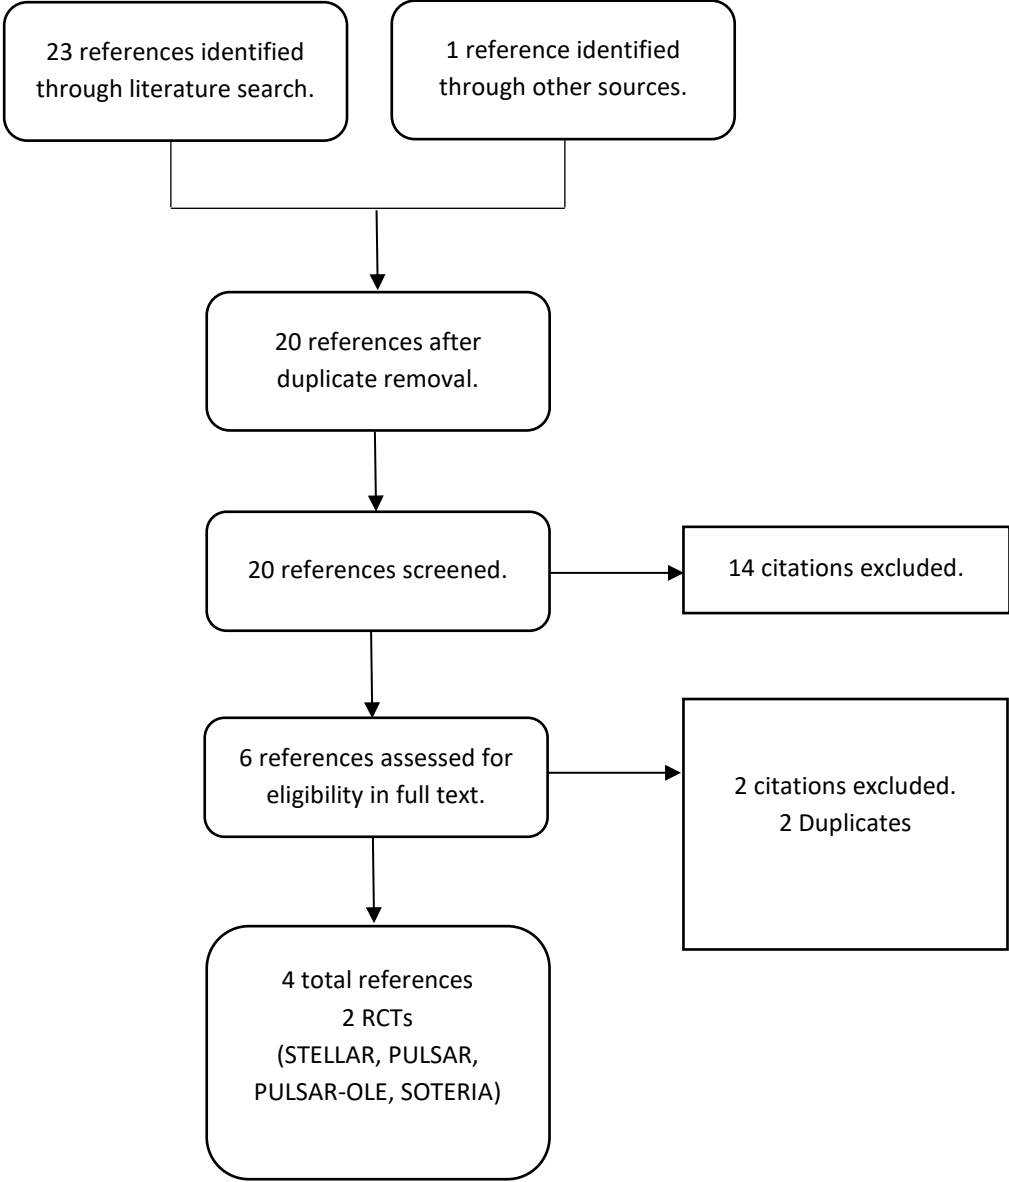 23 references identified
through literature search.
1 reference identified
through other sources.
20 references after
duplicate removal.
20 references screened.
14 citations excluded.
6 references assessed for
eligibility in full text.
2 citations excluded.
2 Duplicates
4 total references
2 RCTs
(STELLAR, PULSAR,
PULSAR-OLE, SOTERIA)